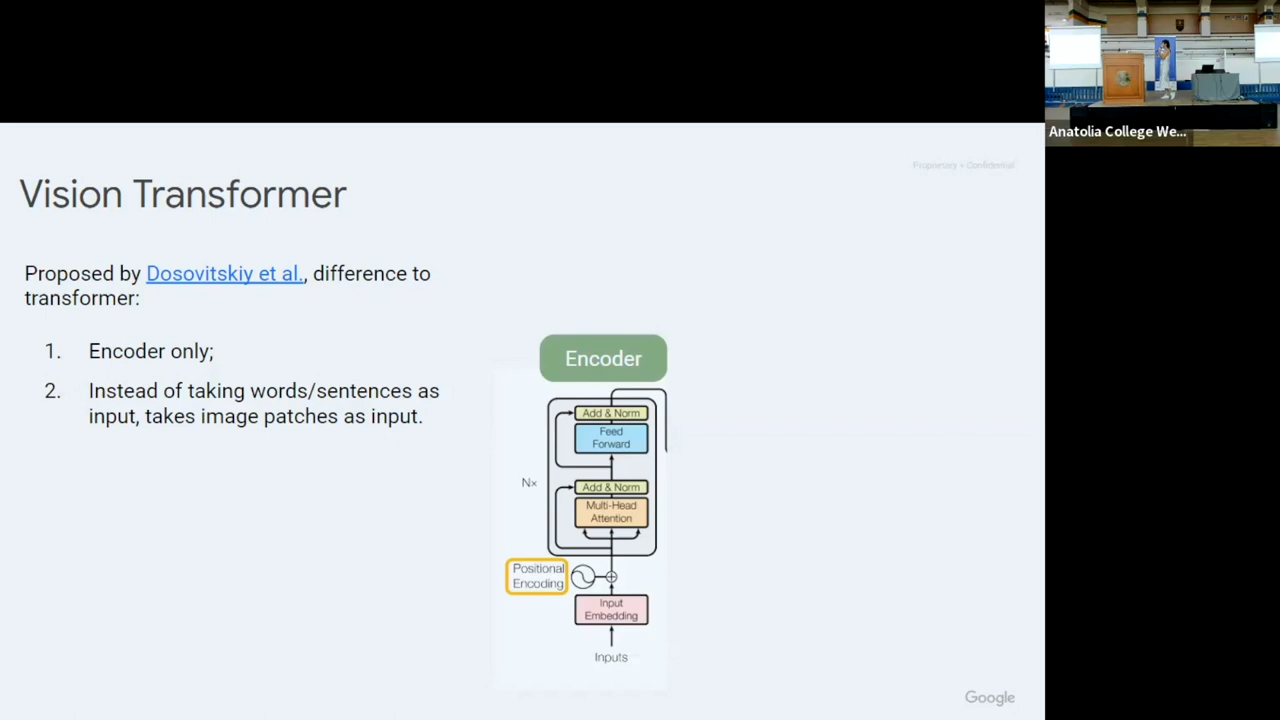 Anatolia College We...
Proprietary + Confidential
Vision Transformer
Proposed by Dosovitskiy et al., difference to
transformer:
1. Encoder only;
2. Instead of taking words/sentences as
input, takes image patches as input.
Encoder
Add & Norm
Feed
Forward
Nx
Add & Norm
Multi-Head
Attention
Positional
Encoding
Input
Embedding
Inputs
Google